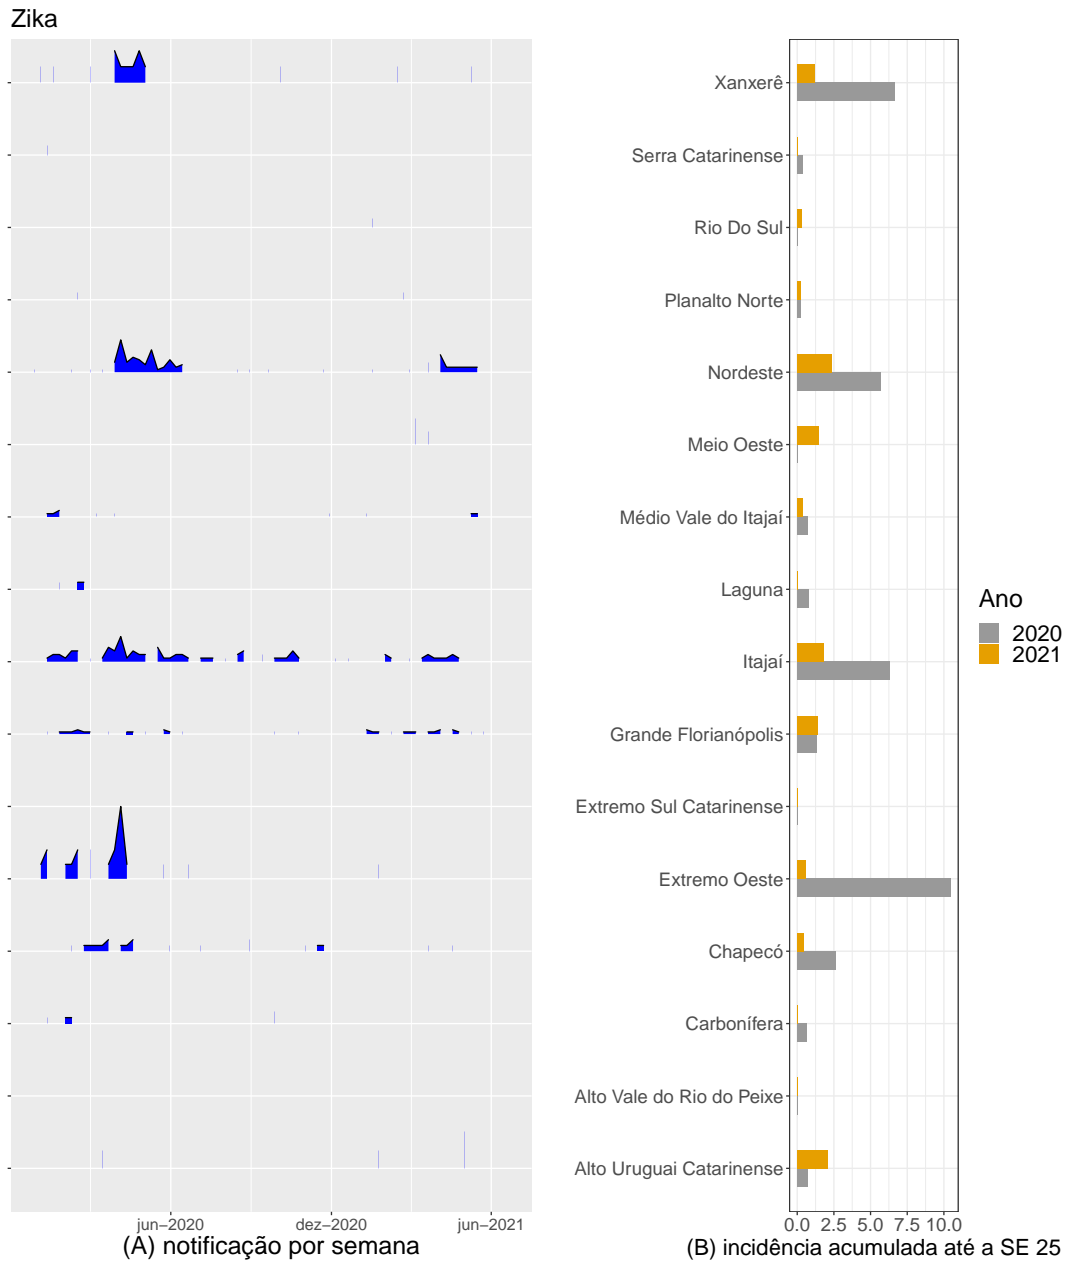 Zika
Xanxerê
Serra Catarinense
Rio Do Sul
Planalto Norte
Nordeste
Meio Oeste
Médio Vale do Itajaí
Laguna
Itajaí
Grande Florianópolis
Extremo Sul Catarinense
Extremo Oeste
Chapecó
Carbonífera
Alto Vale do Rio do Peixe
Alto Uruguai Catarinense
Ano
2020
2021
jun–2020 dez–2020 jun–2021
(A) notificação por semana
0.0 2.5 5.0 7.5 10.0
(B) incidência acumulada até a SE 25